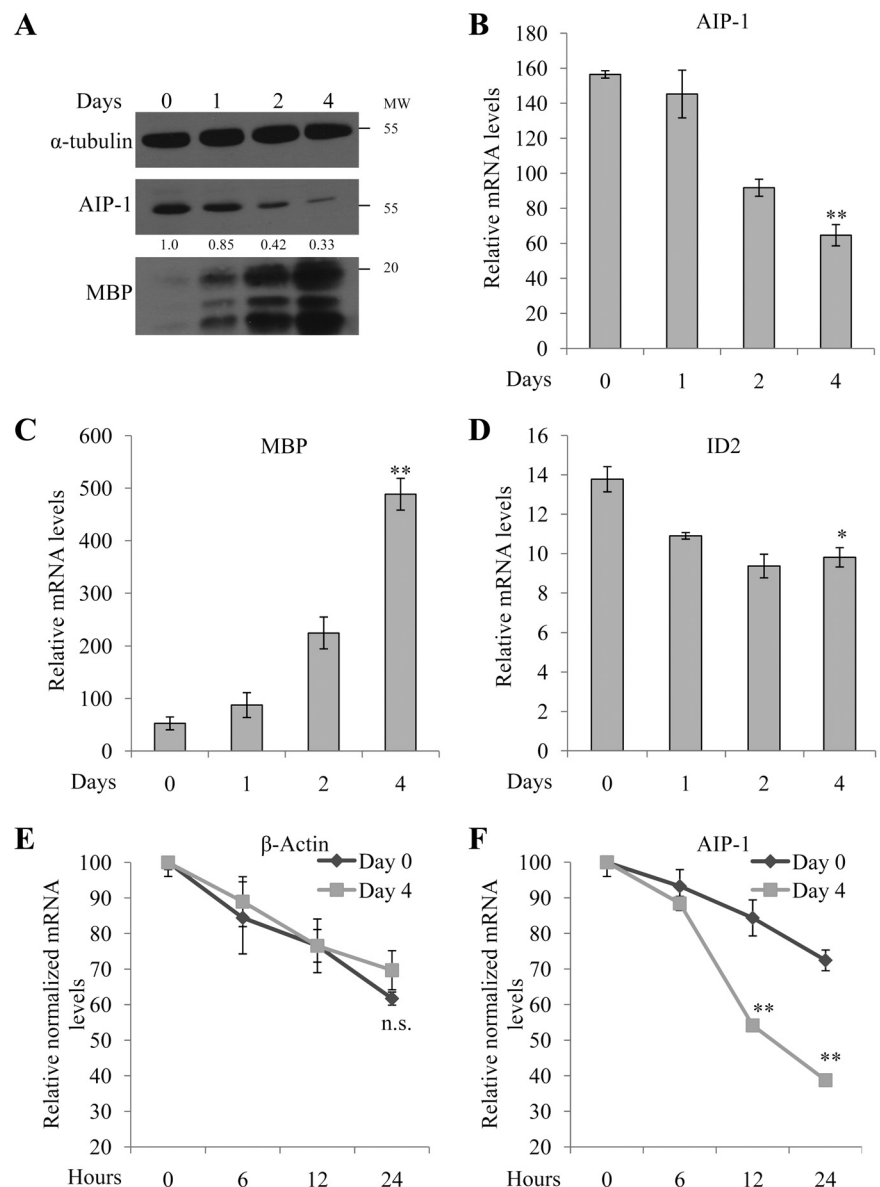 A
Days 0 1 2 4 MW
α-tubulin 55
AIP-1 55
1.0 0.85 0.42 0.33
MBP 20
B
AIP-1
Relative mRNA levels
180
160
140
120
100
80
60
40
20
0
**
Days 0 1 2 4
C
MBP
Relative mRNA levels
600
500
400
300
200
100
0
**
Days 0 1 2 4
D
ID2
Relative mRNA levels
16
14
12
10
8
6
4
2
0
*
Days 0 1 2 4
E
β-Actin
Day 0
Day 4
Relative normalized mRNA
levels
100
90
80
70
60
50
40
30
20
n.s.
Hours 0 6 12 24
F
AIP-1
Day 0
Day 4
Relative normalized mRNA
levels
100
90
80
70
60
50
40
30
20
**
**
Hours 0 6 12 24